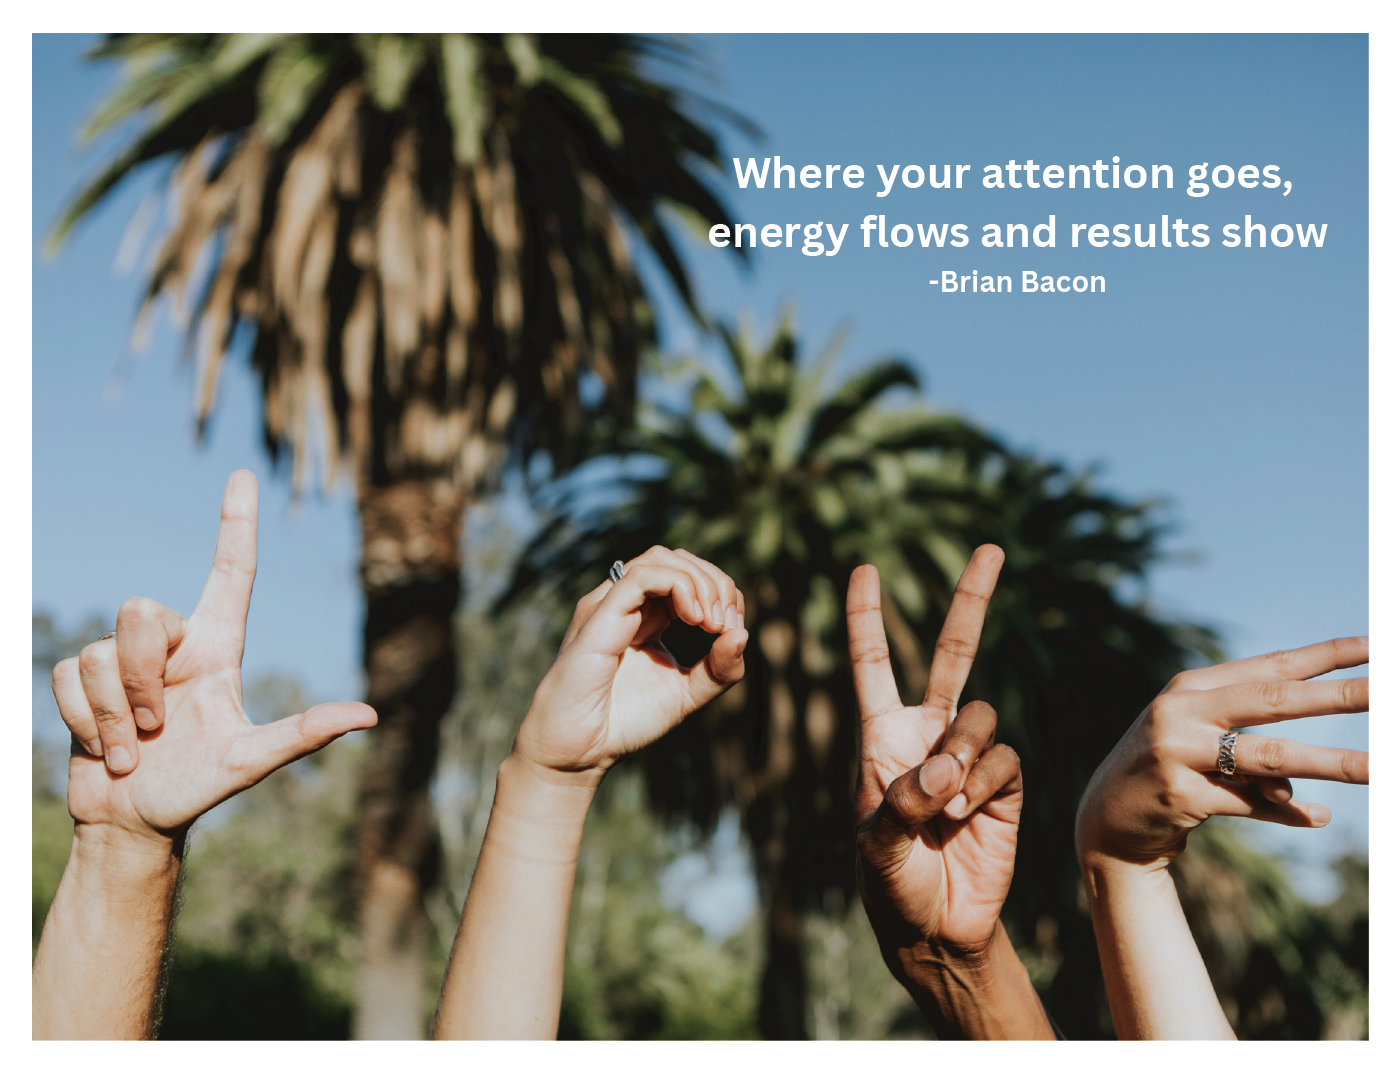 Where your attention goes,
energy flows and results show
-Brian Bacon